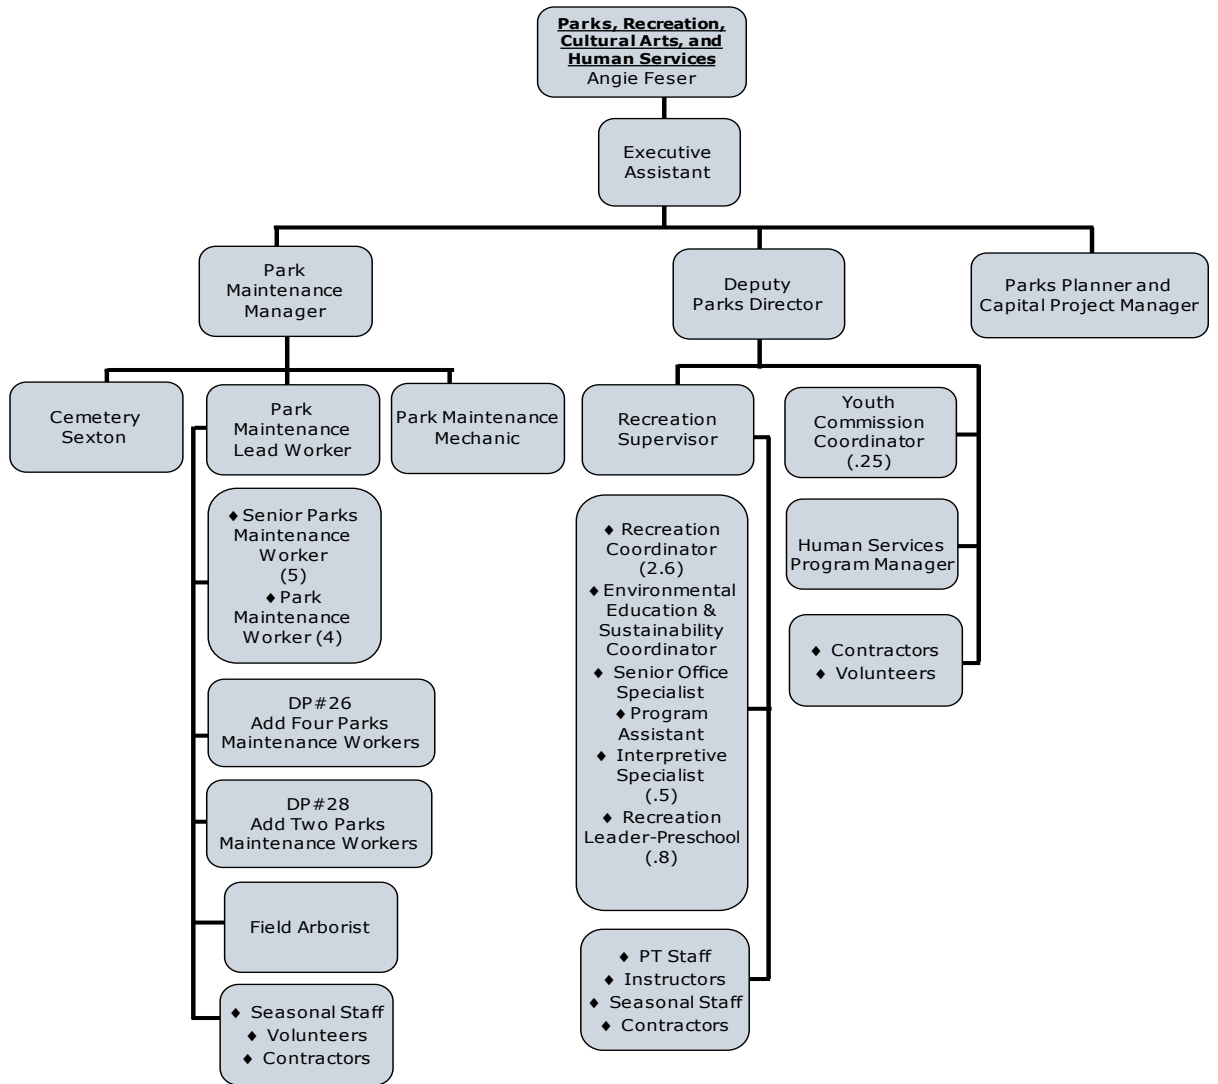 Parks, Recreation,
Cultural Arts, and
Human Services
Angie Feser
Executive
Assistant
Park
Maintenance
Manager
Deputy
Parks Director
Parks Planner and
Capital Project Manager
Cemetery
Sexton
Park
Maintenance
Lead Worker
Park Maintenance
Mechanic
Recreation
Supervisor
Youth
Commission
Coordinator
(.25)
♦ Senior Parks
Maintenance
Worker
(5)
♦ Park
Maintenance
Worker (4)
♦ Recreation
Coordinator
(2.6)
♦ Environmental
Education &
Sustainability
Coordinator
♦ Senior Office
Specialist
♦ Program
Assistant
♦ Interpretive
Specialist
(.5)
♦ Recreation
Leader-Preschool
(.8)
Human Services
Program Manager
♦ Contractors
♦ Volunteers
DP#26
Add Four Parks
Maintenance Workers
DP#28
Add Two Parks
Maintenance Workers
Field Arborist
♦ Seasonal Staff
♦ Volunteers
♦ Contractors
♦ PT Staff
♦ Instructors
♦ Seasonal Staff
♦ Contractors